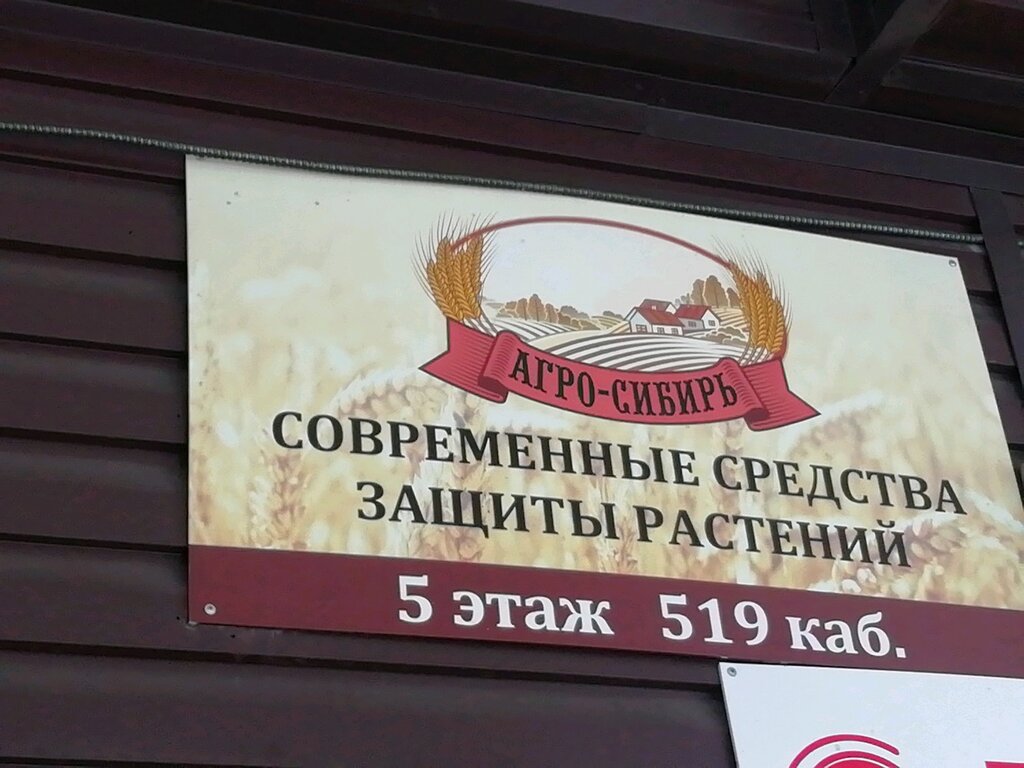 АГРО-СИБИРЬ
СОВРЕМЕННЫЕ СРЕДСТВА
ЗАЩИТЫ РАСТЕНИЙ
5 этаж 519 каб.